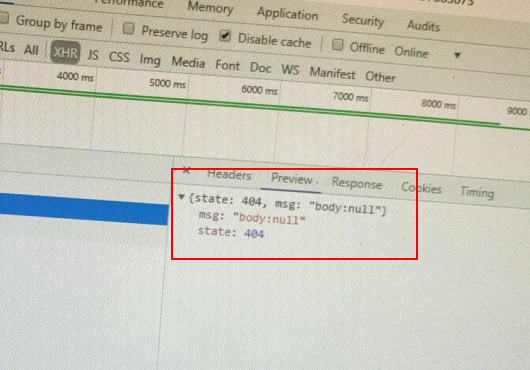 Performance Memory Application Security Audits
Group by frame Preserve log Disable cache Offline Online
All XHR JS CSS Img Media Font Doc WS Manifest Other
4000 ms 5000 ms 6000 ms 7000 ms 8000 ms 9000
× Headers Preview Response Cookies Timing
▼{state: 404, msg: "body:null"}
msg: "body:null"
state: 404